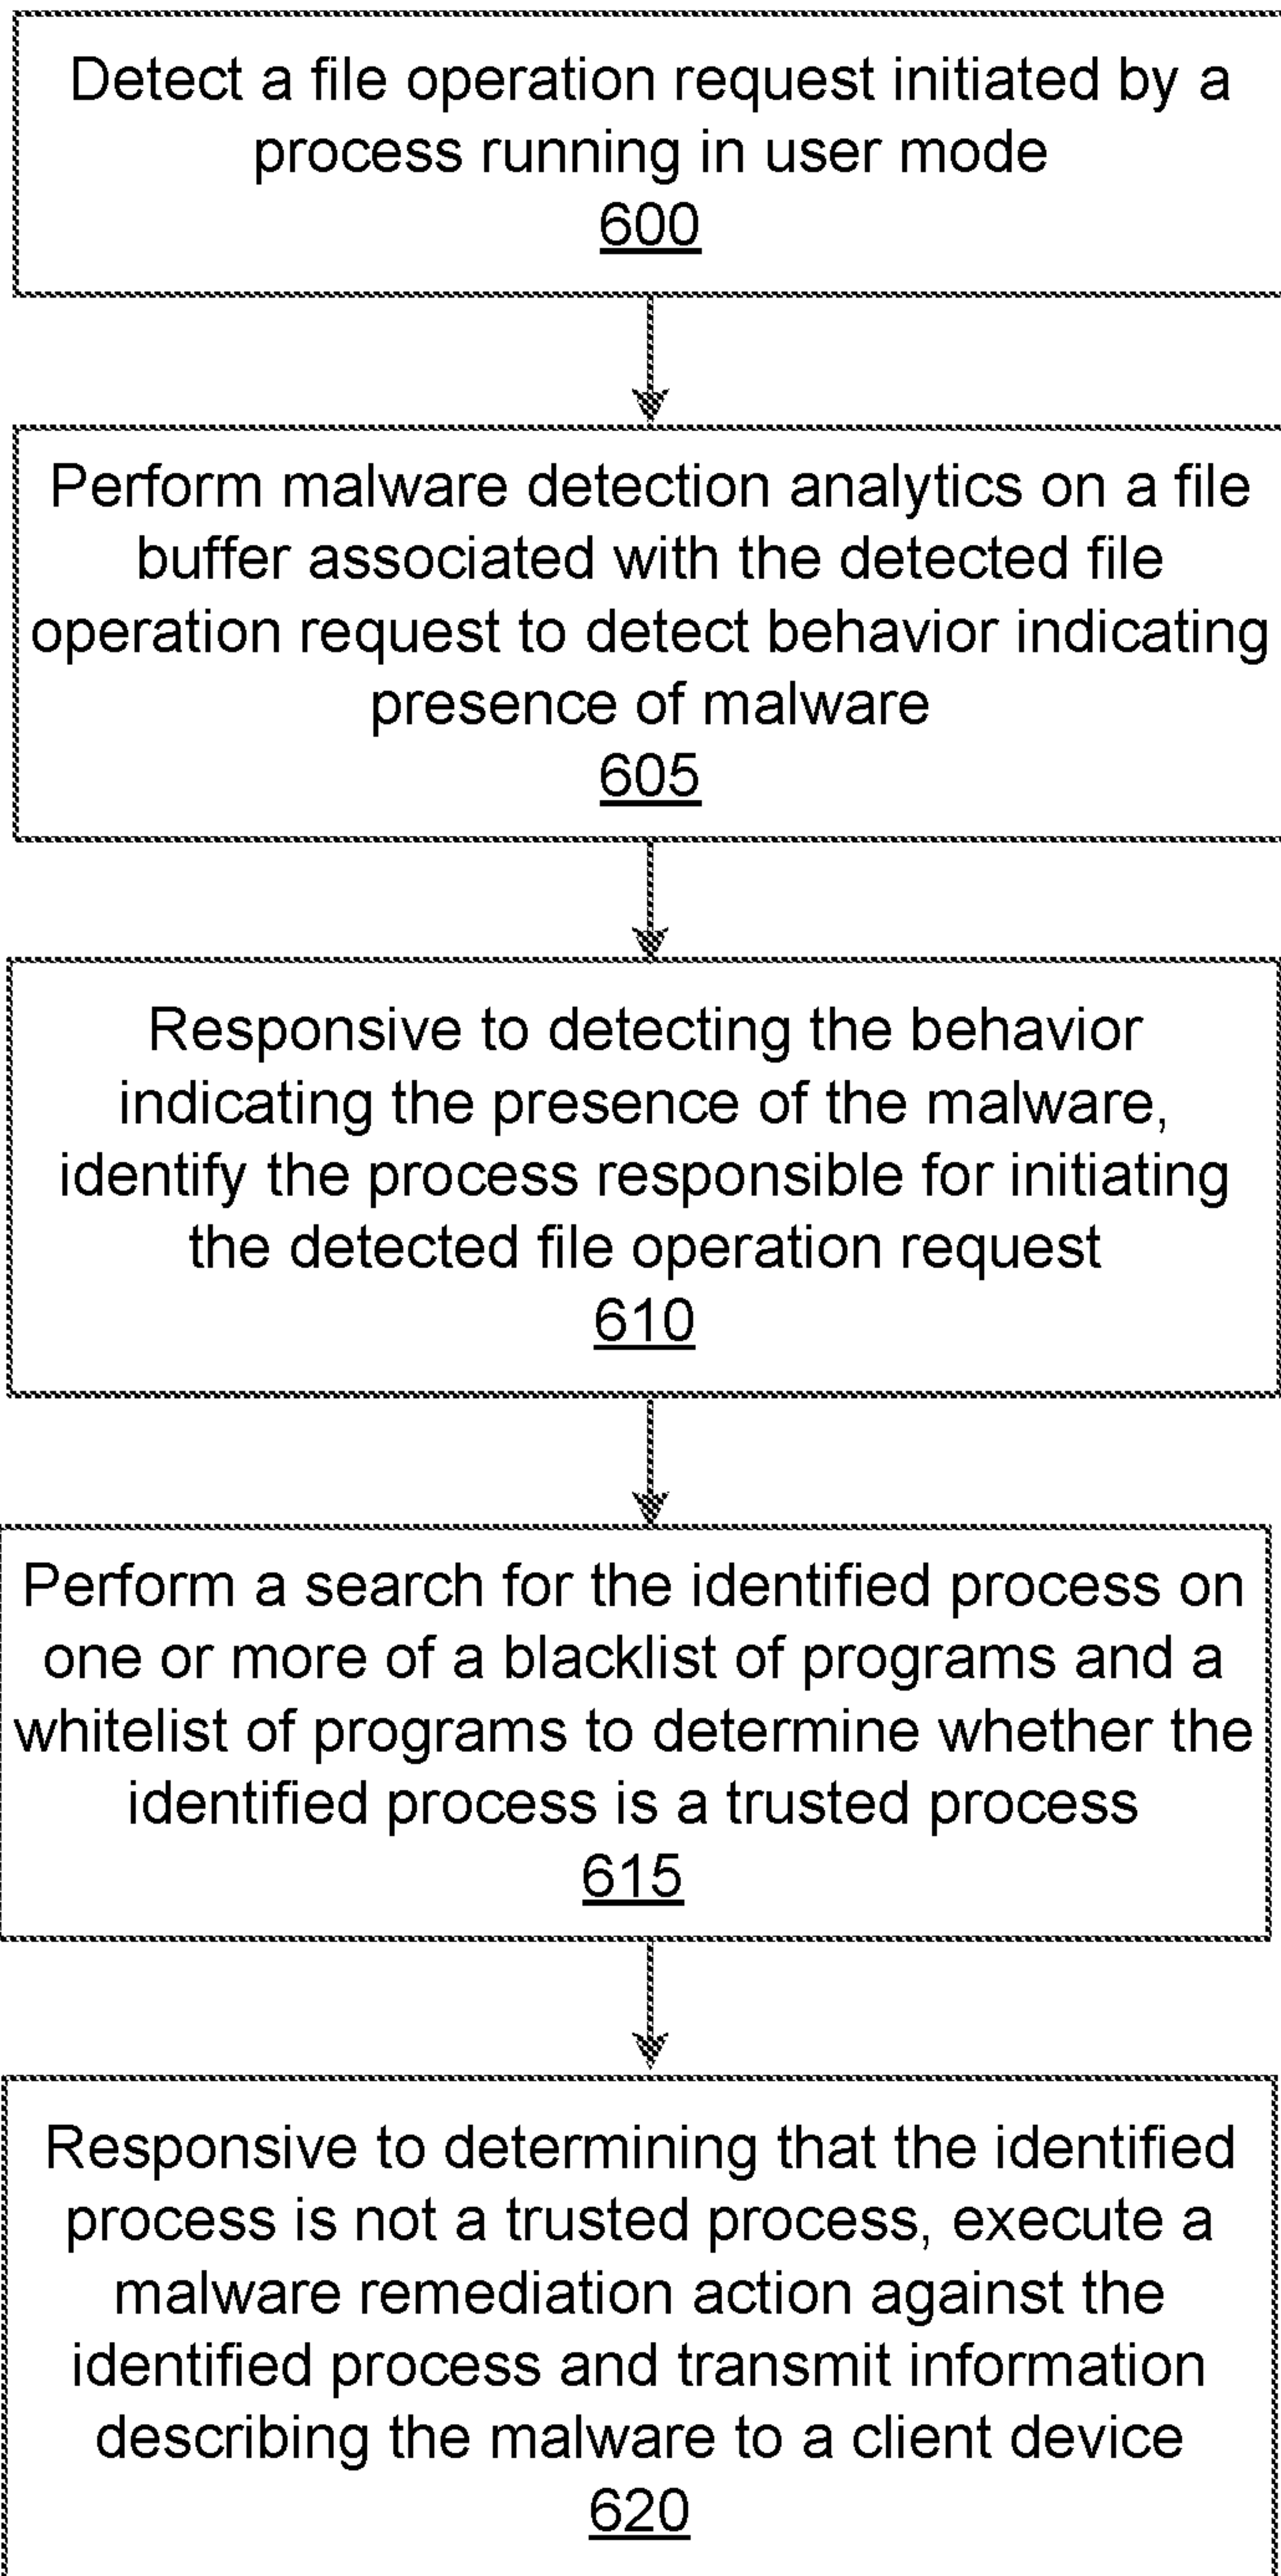 Detect a file operation request initiated by a
process running in user mode
600
Perform malware detection analytics on a file
buffer associated with the detected file
operation request to detect behavior indicating
presence of malware
605
Responsive to detecting the behavior
indicating the presence of the malware,
identify the process responsible for initiating
the detected file operation request
610
Perform a search for the identified process on
one or more of a blacklist of programs and a
whitelist of programs to determine whether the
identified process is a trusted process
615
Responsive to determining that the identified
process is not a trusted process, execute a
malware remediation action against the
identified process and transmit information
describing the malware to a client device
620